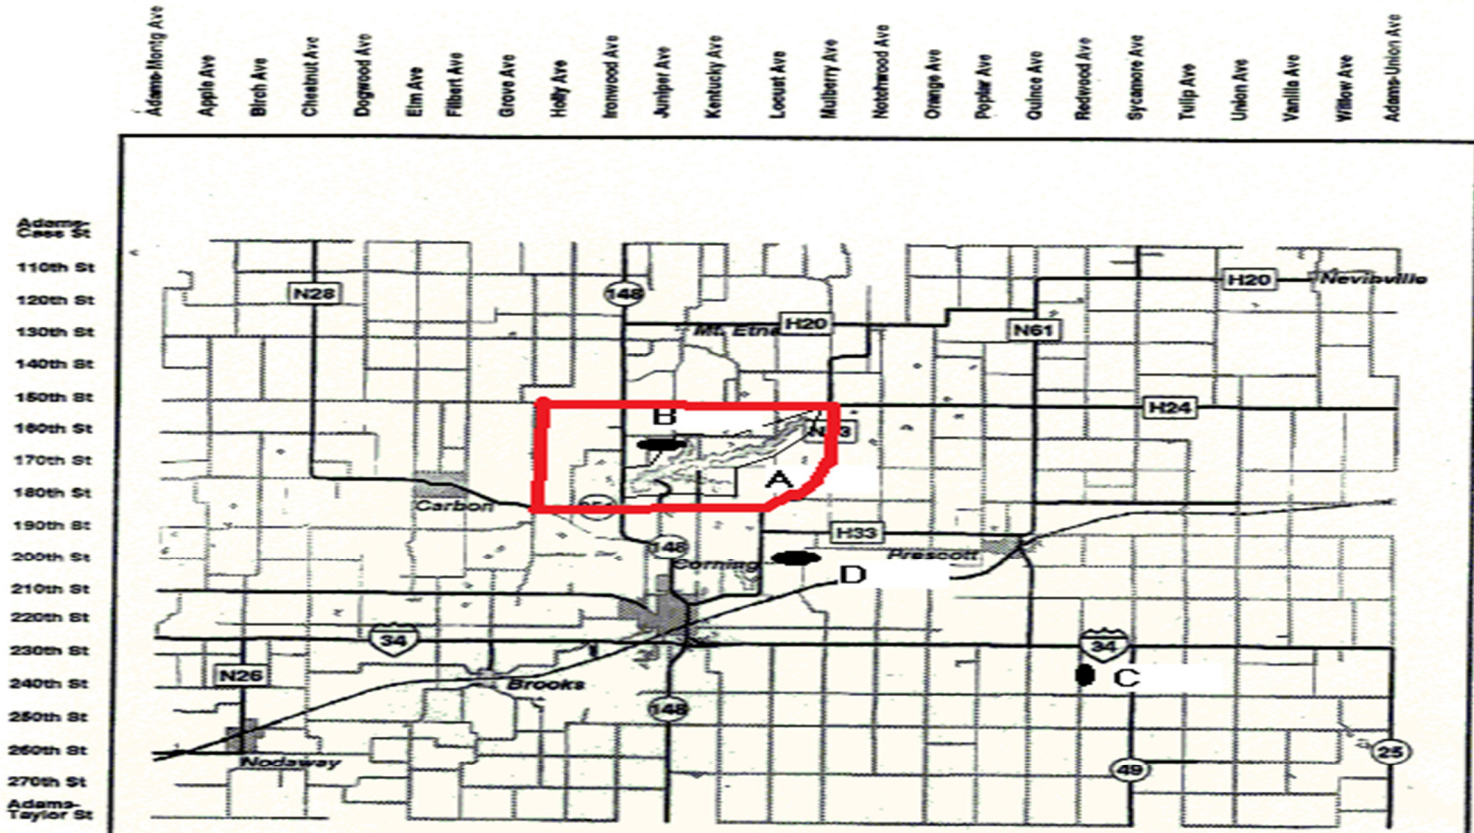 Adams-Montg Ave
Apple Ave
Birch Ave
Chestnut Ave
Dogwood Ave
Elm Ave
Filbert Ave
Grove Ave
Holly Ave
Ironwood Ave
Juniper Ave
Kentucky Ave
Locust Ave
Mulberry Ave
Notchwood Ave
Orange Ave
Poplar Ave
Quince Ave
Redwood Ave
Sycamore Ave
Tulip Ave
Union Ave
Vanilla Ave
Willow Ave
Adams-Union Ave
Adams-
Cass St
110th St
120th St
130th St
140th St
150th St
160th St
170th St
180th St
190th St
200th St
210th St
220th St
230th St
240th St
250th St
260th St
270th St
Adams-
Taylor St
H20
Nevinville
N28
148
H20
Mt. Etna
N61
H24
B
A
Carbon
H33
148
Prescott
Corning
D
34
34
N26
C
Brooks
148
25
Nodaway
49